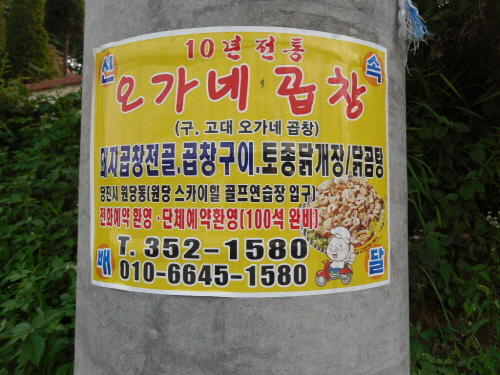 신 속
10년 전통
오가네 곱창
(구. 고대 오가네 곱창)
돼지곱창전골.곱창구이.토종닭개장/닭곰탕
당진시 원당동(원당 스카이힐 골프연습장 입구)
전화예약 환영·단체예약환영(100석 완비)
T. 352-1580
010-6645-1580
배 달